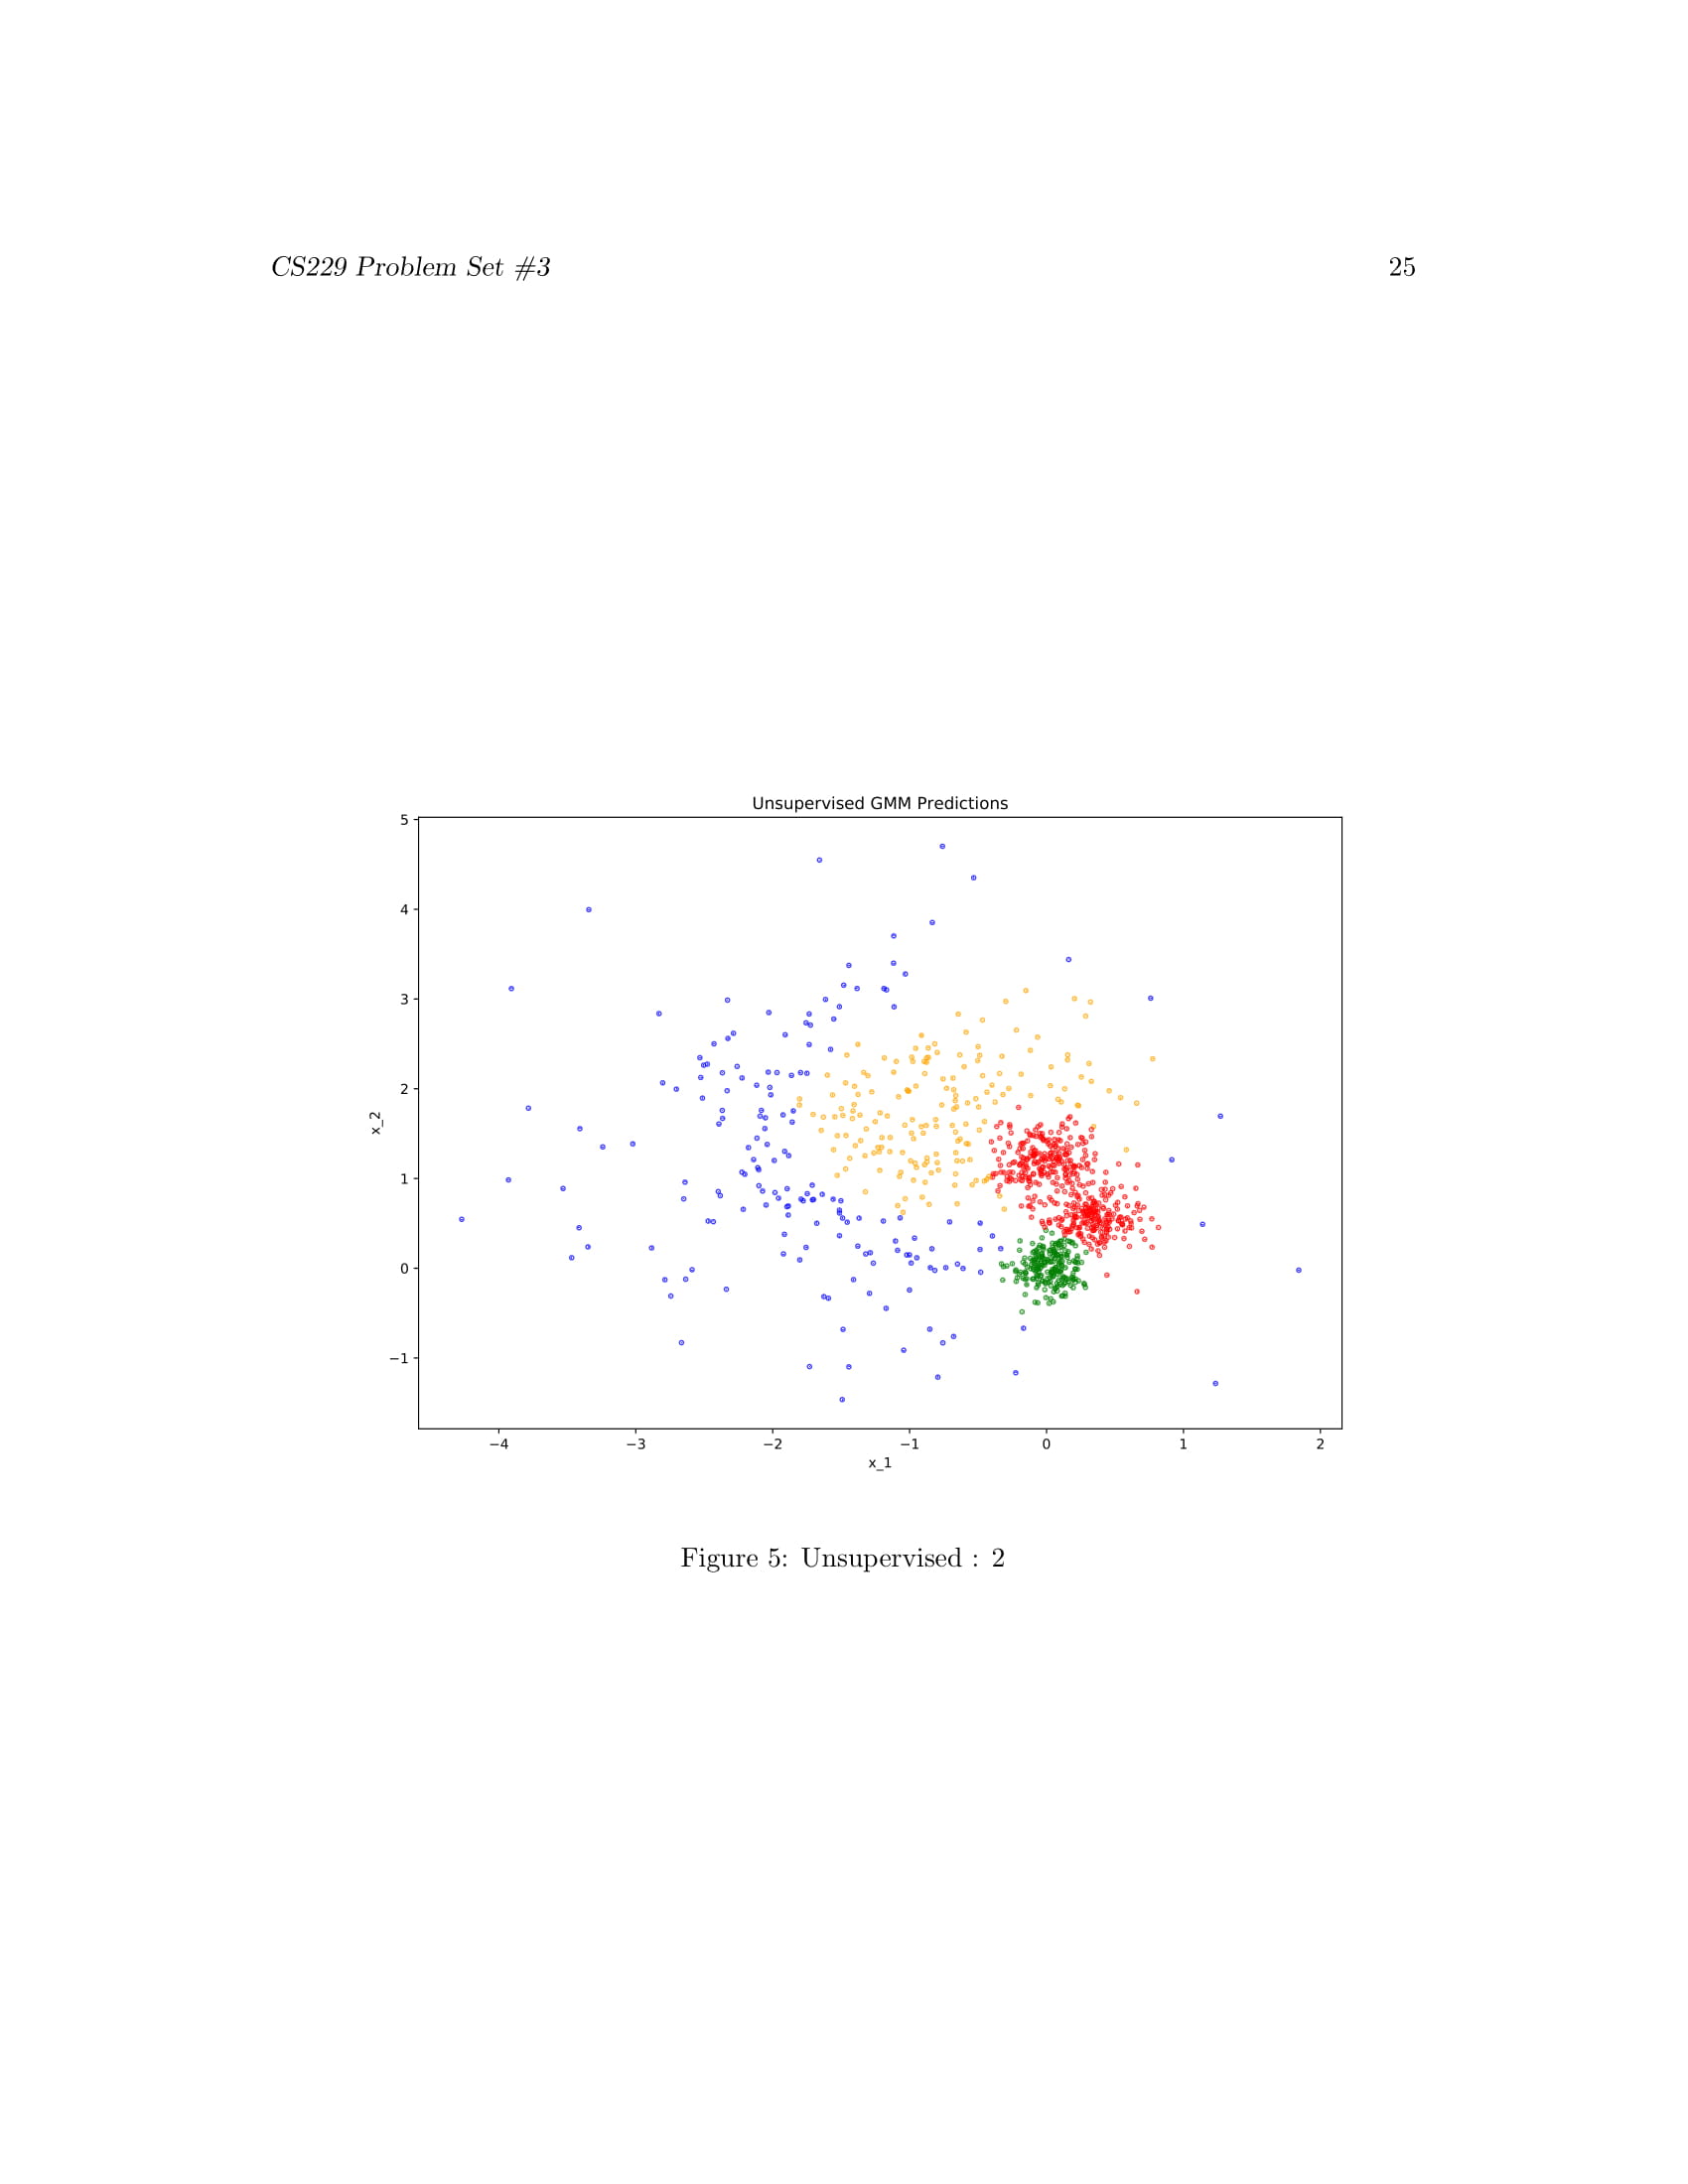 CS229 Problem Set #3 25
Unsupervised GMM Predictions
5
4
3
2
1
0
−1
x_2
−4 −3 −2 −1 0 1 2
x_1
Figure 5: Unsupervised : 2